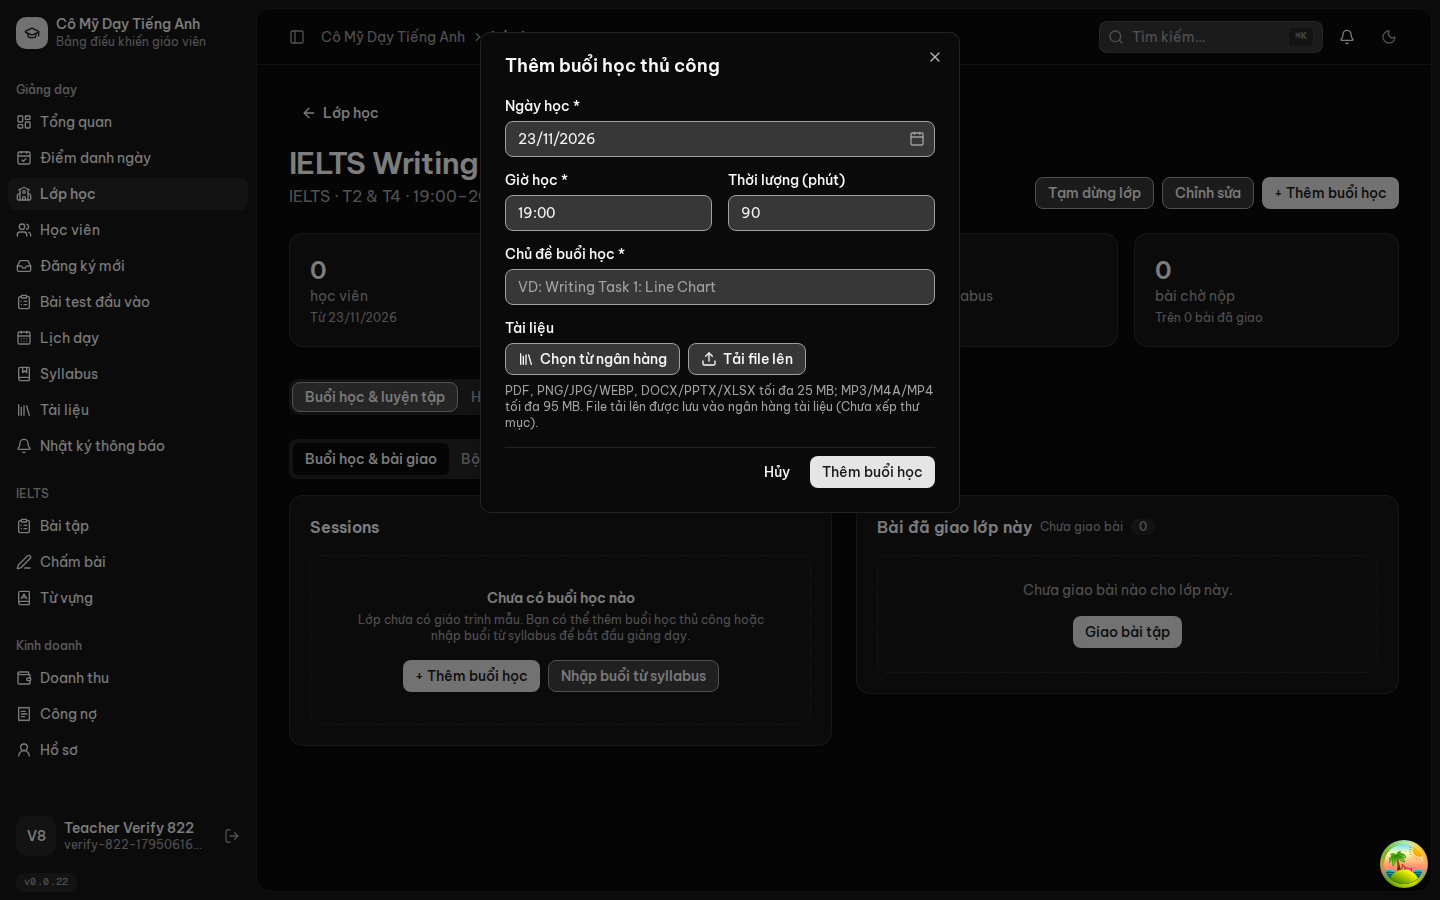 Cô Mỹ Dạy Tiếng Anh
Bảng điều khiển giáo viên
Giảng dạy
Tổng quan
Điểm danh ngày
Lớp học
Học viên
Đăng ký mới
Bài test đầu vào
Lịch dạy
Syllabus
Tài liệu
Nhật ký thông báo
IELTS
Bài tập
Chấm bài
Từ vựng
Kinh doanh
Doanh thu
Công nợ
Hồ sơ
V8
Teacher Verify 822
verify-822-17950616...
v0.0.22
Cô Mỹ Dạy Tiếng Anh
Tìm kiếm...
⌘K
Lớp học
IELTS Writing
IELTS · T2 & T4 · 19:00–20
Tạm dừng lớp
Chỉnh sửa
+ Thêm buổi học
0
học viên
Từ 23/11/2026
0
bài chờ nộp
Trên 0 bài đã giao
Buổi học & luyện tập
Buổi học & bài giao
Sessions
Chưa có buổi học nào
Lớp chưa có giáo trình mẫu. Bạn có thể thêm buổi học thủ công hoặc
nhập buổi từ syllabus để bắt đầu giảng dạy.
+ Thêm buổi học
Nhập buổi từ syllabus
Bài đã giao lớp này
Chưa giao bài
0
Chưa giao bài nào cho lớp này.
Giao bài tập
Thêm buổi học thủ công
Ngày học *
23/11/2026
Giờ học *
Thời lượng (phút)
19:00
90
Chủ đề buổi học *
VD: Writing Task 1: Line Chart
Tài liệu
Chọn từ ngân hàng
Tải file lên
PDF, PNG/JPG/WEBP, DOCX/PPTX/XLSX tối đa 25 MB; MP3/M4A/MP4
tối đa 95 MB. File tải lên được lưu vào ngân hàng tài liệu (Chưa xếp thư
mục).
Hủy
Thêm buổi học